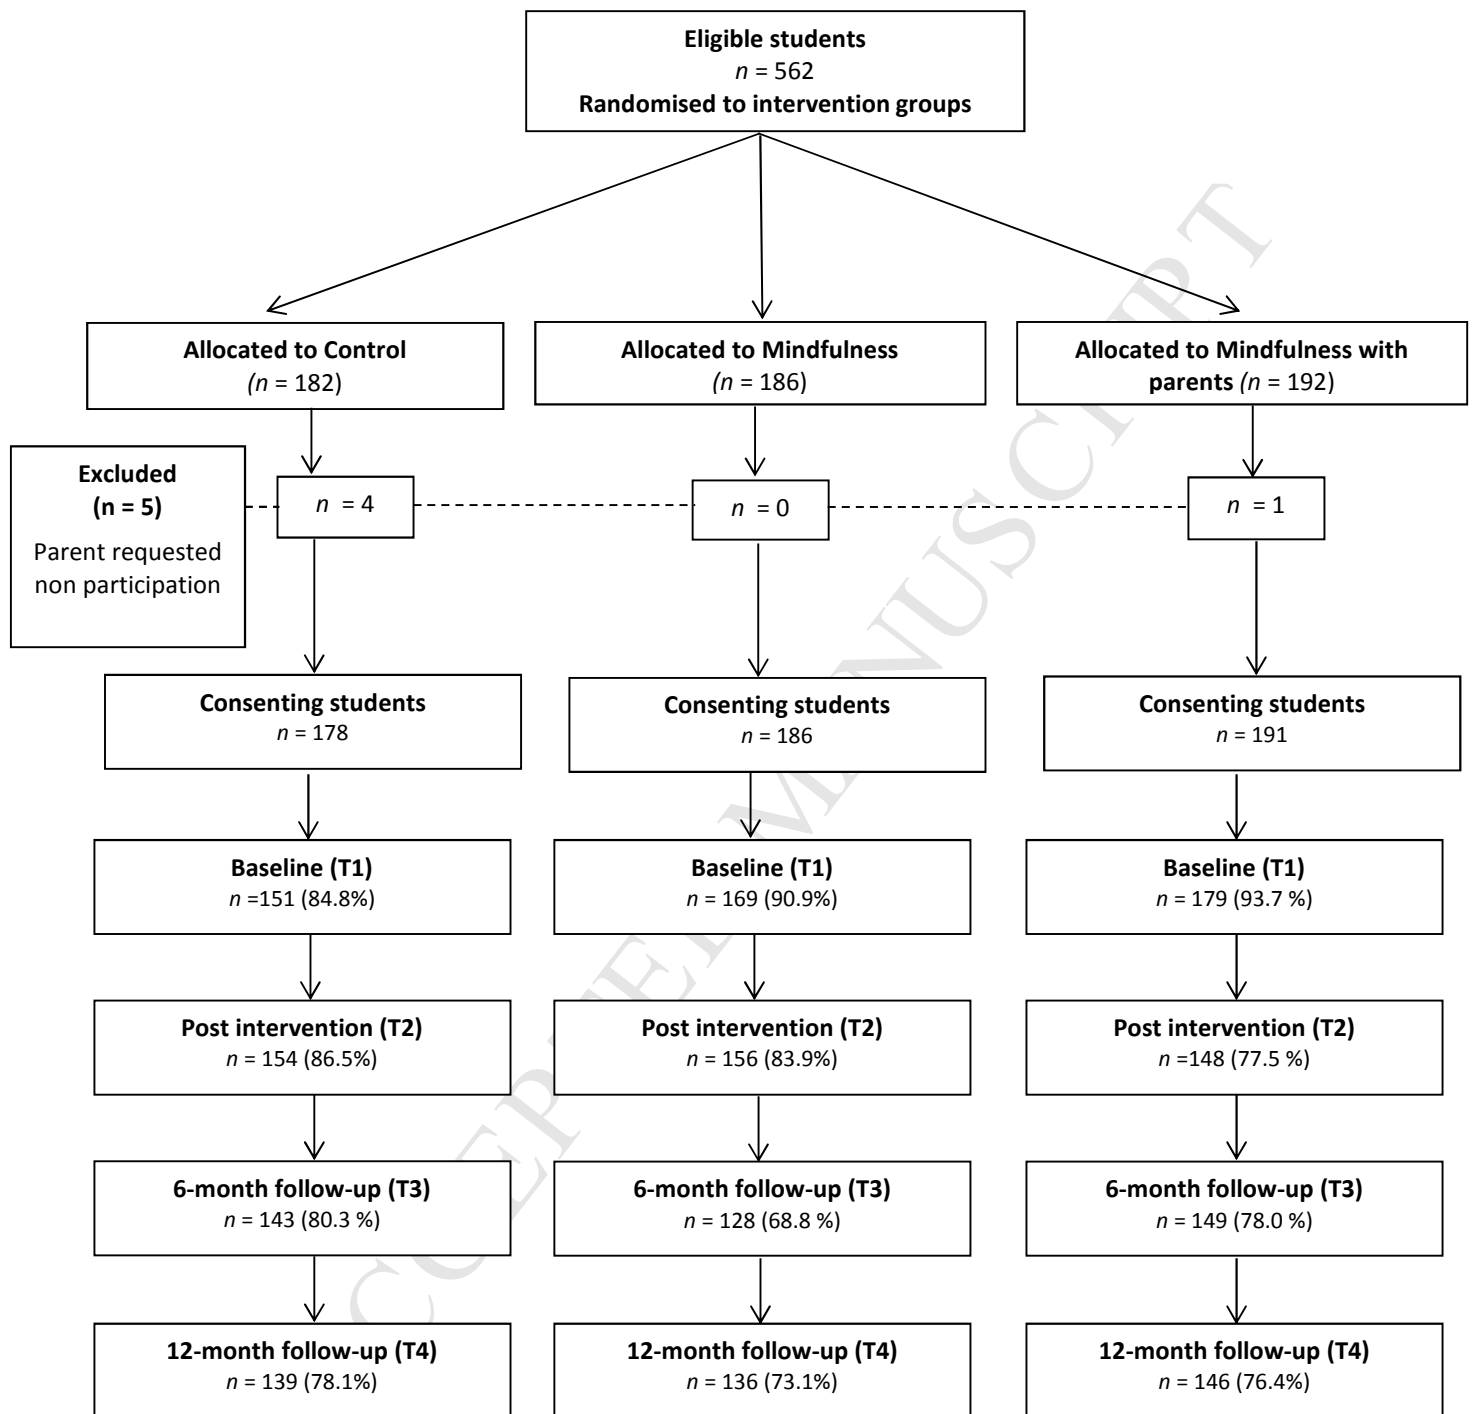 Eligible students
n = 562
Randomised to intervention groups
Allocated to Control
(n = 182)
Allocated to Mindfulness
(n = 186)
Allocated to Mindfulness with
parents (n = 192)
Excluded
(n = 5)
Parent requested
non participation
n = 4
n = 0
n = 1
Consenting students
n = 178
Consenting students
n = 186
Consenting students
n = 191
Baseline (T1)
n =151 (84.8%)
Baseline (T1)
n = 169 (90.9%)
Baseline (T1)
n = 179 (93.7 %)
Post intervention (T2)
n = 154 (86.5%)
Post intervention (T2)
n = 156 (83.9%)
Post intervention (T2)
n =148 (77.5 %)
6-month follow-up (T3)
n = 143 (80.3 %)
6-month follow-up (T3)
n = 128 (68.8 %)
6-month follow-up (T3)
n = 149 (78.0 %)
12-month follow-up (T4)
n = 139 (78.1%)
12-month follow-up (T4)
n = 136 (73.1%)
12-month follow-up (T4)
n = 146 (76.4%)